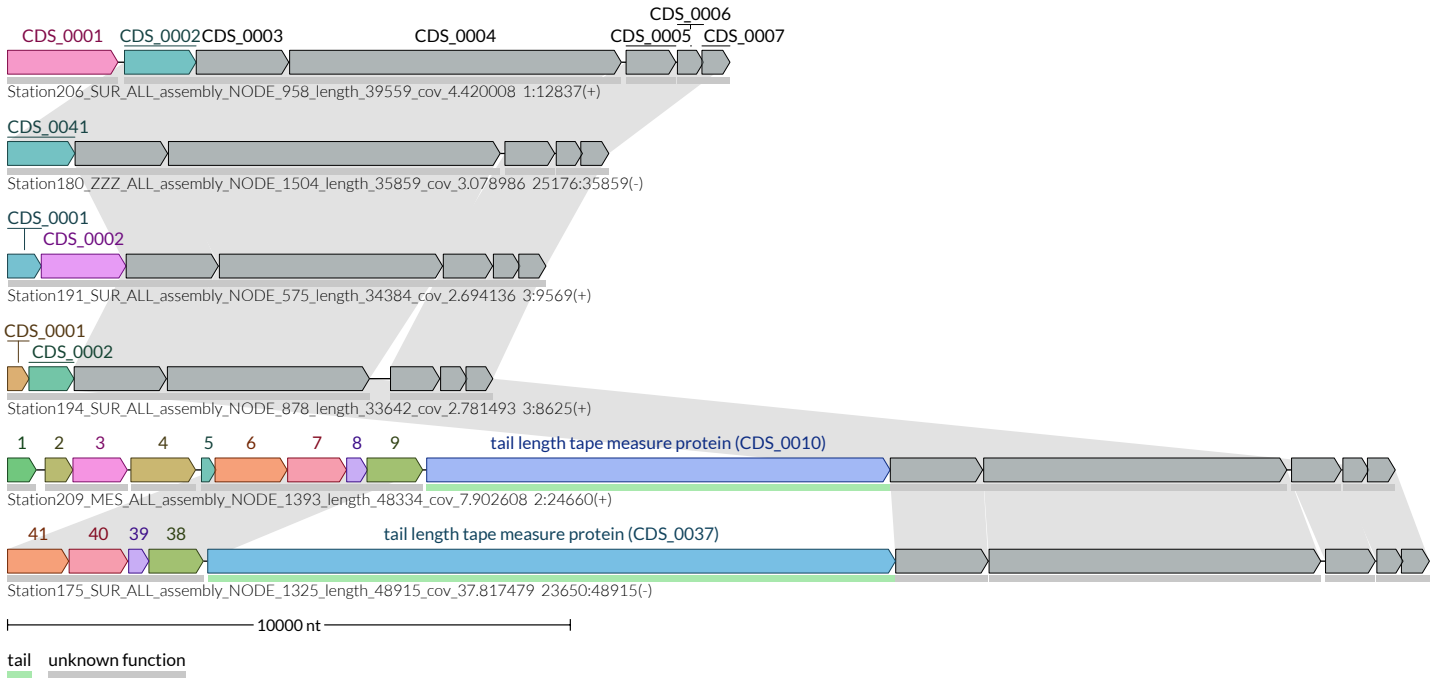 CDS_0006
CDS_0001 CDS_0002 CDS_0003 CDS_0004 CDS_0005 CDS_0007
Station206_SUR_ALL_assembly_NODE_958_length_39559_cov_4.420008 1:12837(+)
CDS_0041
Station180_ZZZ_ALL_assembly_NODE_1504_length_35859_cov_3.078986 25176:35859(-)
CDS_0001
CDS_0002
Station191_SUR_ALL_assembly_NODE_575_length_34384_cov_2.694136 3:9569(+)
CDS_0001
CDS_0002
Station194_SUR_ALL_assembly_NODE_878_length_33642_cov_2.781493 3:8625(+)
1 2 3 4 5 6 7 8 9 tail length tape measure protein (CDS_0010)
Station209_MES_ALL_assembly_NODE_1393_length_48334_cov_7.902608 2:24660(+)
41 40 39 38 tail length tape measure protein (CDS_0037)
Station175_SUR_ALL_assembly_NODE_1325_length_48915_cov_37.817479 23650:48915(-)
10000 nt
tail unknown function